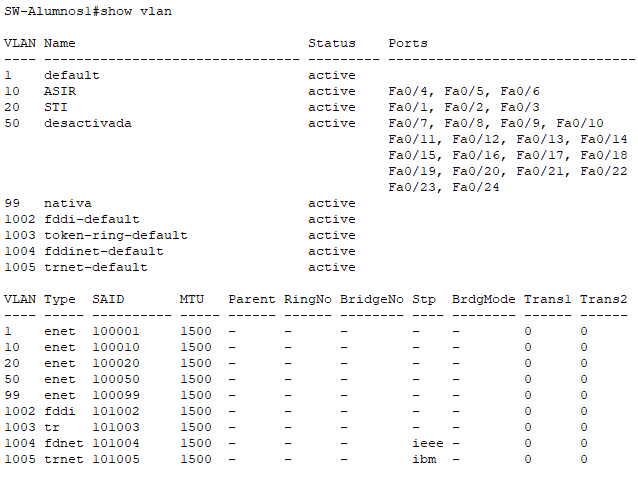 SW-Alumnos1#show vlan
VLAN Name                             Status    Ports
---- -------------------------------- --------- -------------------------------
1    default                          active
10   ASIR                             active    Fa0/4, Fa0/5, Fa0/6
20   STI                              active    Fa0/1, Fa0/2, Fa0/3
50   desactivada                      active    Fa0/7, Fa0/8, Fa0/9, Fa0/10
                                                Fa0/11, Fa0/12, Fa0/13, Fa0/14
                                                Fa0/15, Fa0/16, Fa0/17, Fa0/18
                                                Fa0/19, Fa0/20, Fa0/21, Fa0/22
                                                Fa0/23, Fa0/24
99   nativa                           active
1002 fddi-default                     active
1003 token-ring-default               active
1004 fddinet-default                  active
1005 trnet-default                    active
VLAN Type  SAID       MTU   Parent RingNo BridgeNo Stp  BrdgMode Trans1 Trans2
---- ----- ---------- ----- ------ ------ -------- ---- -------- ------ ------
1    enet  100001     1500  -      -      -        -    -        0      0
10   enet  100010     1500  -      -      -        -    -        0      0
20   enet  100020     1500  -      -      -        -    -        0      0
50   enet  100050     1500  -      -      -        -    -        0      0
99   enet  100099     1500  -      -      -        -    -        0      0
1002 fddi  101002     1500  -      -      -        -    -        0      0
1003 tr    101003     1500  -      -      -        -    -        0      0
1004 fdnet 101004     1500  -      -      -        ieee -        0      0
1005 trnet 101005     1500  -      -      -        ibm  -        0      0